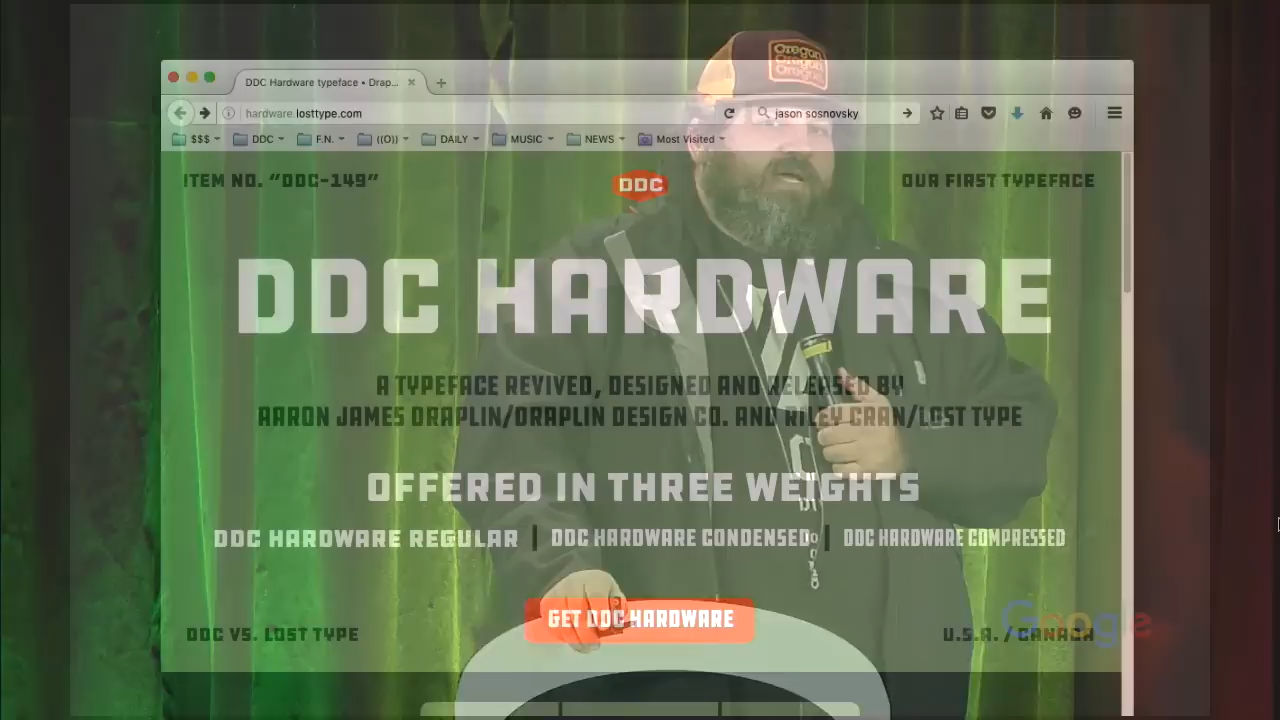 Oregon
Oregon
Oregon
DDC Hardware typeface • Drap...
hardware.losttype.com
jason sosnovsky
$$$
DDC
F.N.
((O))
DAILY
MUSIC
NEWS
Most Visited
ITEM NO. "DDC-149"
DDC
OUR FIRST TYPEFACE
DDC HARDWARE
A TYPEFACE REVIVED, DESIGNED AND RELEASED BY
AARON JAMES DRAPLIN/DRAPLIN DESIGN CO. AND RILEY CRAN/LOST TYPE
OFFERED IN THREE WEIGHTS
DDC HARDWARE REGULAR | DDC HARDWARE CONDENSED | DDC HARDWARE COMPRESSED
GET DDC HARDWARE
DDC VS. LOST TYPE
U.S.A. / CANADA
Google